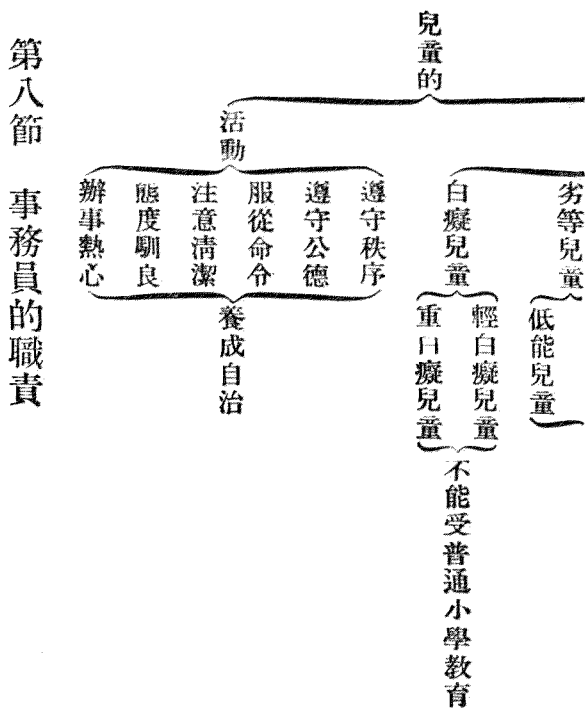 兒童的
劣等兒童
低能兒童
白癡兒童
輕白癡兒童
重白癡兒童
不能受普通小學教育
活動
遵守秩序
遵守公德
服從命令
注意清潔
態度馴良
辦事熱心
養成自治
第八節　事務員的職責